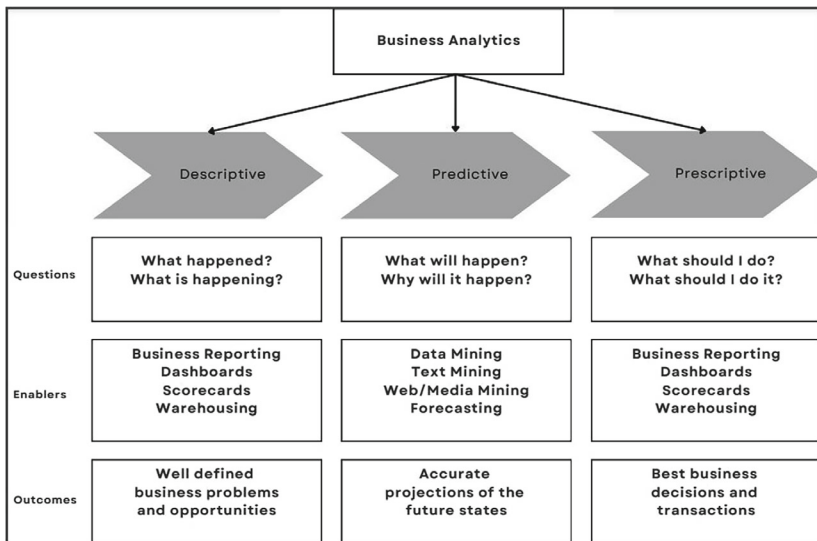 Business Analytics
Descriptive
Predictive
Prescriptive
Questions
What happened?
What is happening?
What will happen?
Why will it happen?
What should I do?
What should I do it?
Enablers
Business Reporting
Dashboards
Scorecards
Warehousing
Data Mining
Text Mining
Web/Media Mining
Forecasting
Business Reporting
Dashboards
Scorecards
Warehousing
Outcomes
Well defined
business problems
and opportunities
Accurate
projections of the
future states
Best business
decisions and
transactions